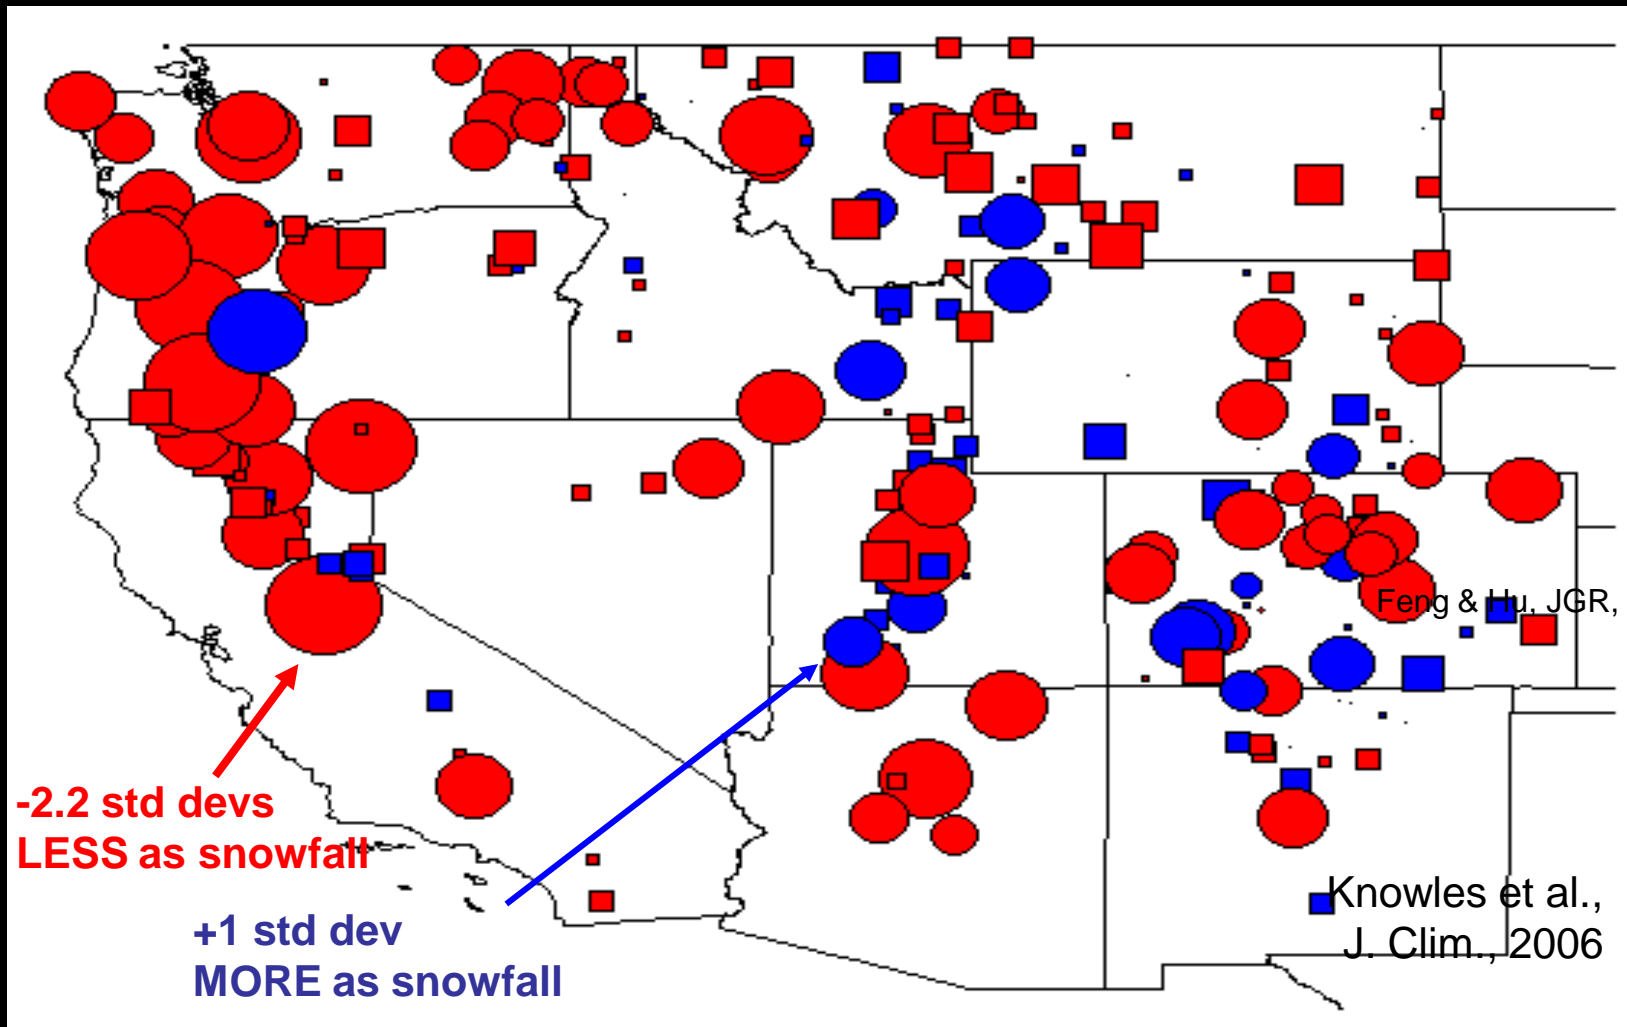 Feng & Hu, JGR,
-2.2 std devs
LESS as snowfall
Knowles et al.,
J. Clim., 2006
+1 std dev
MORE as snowfall